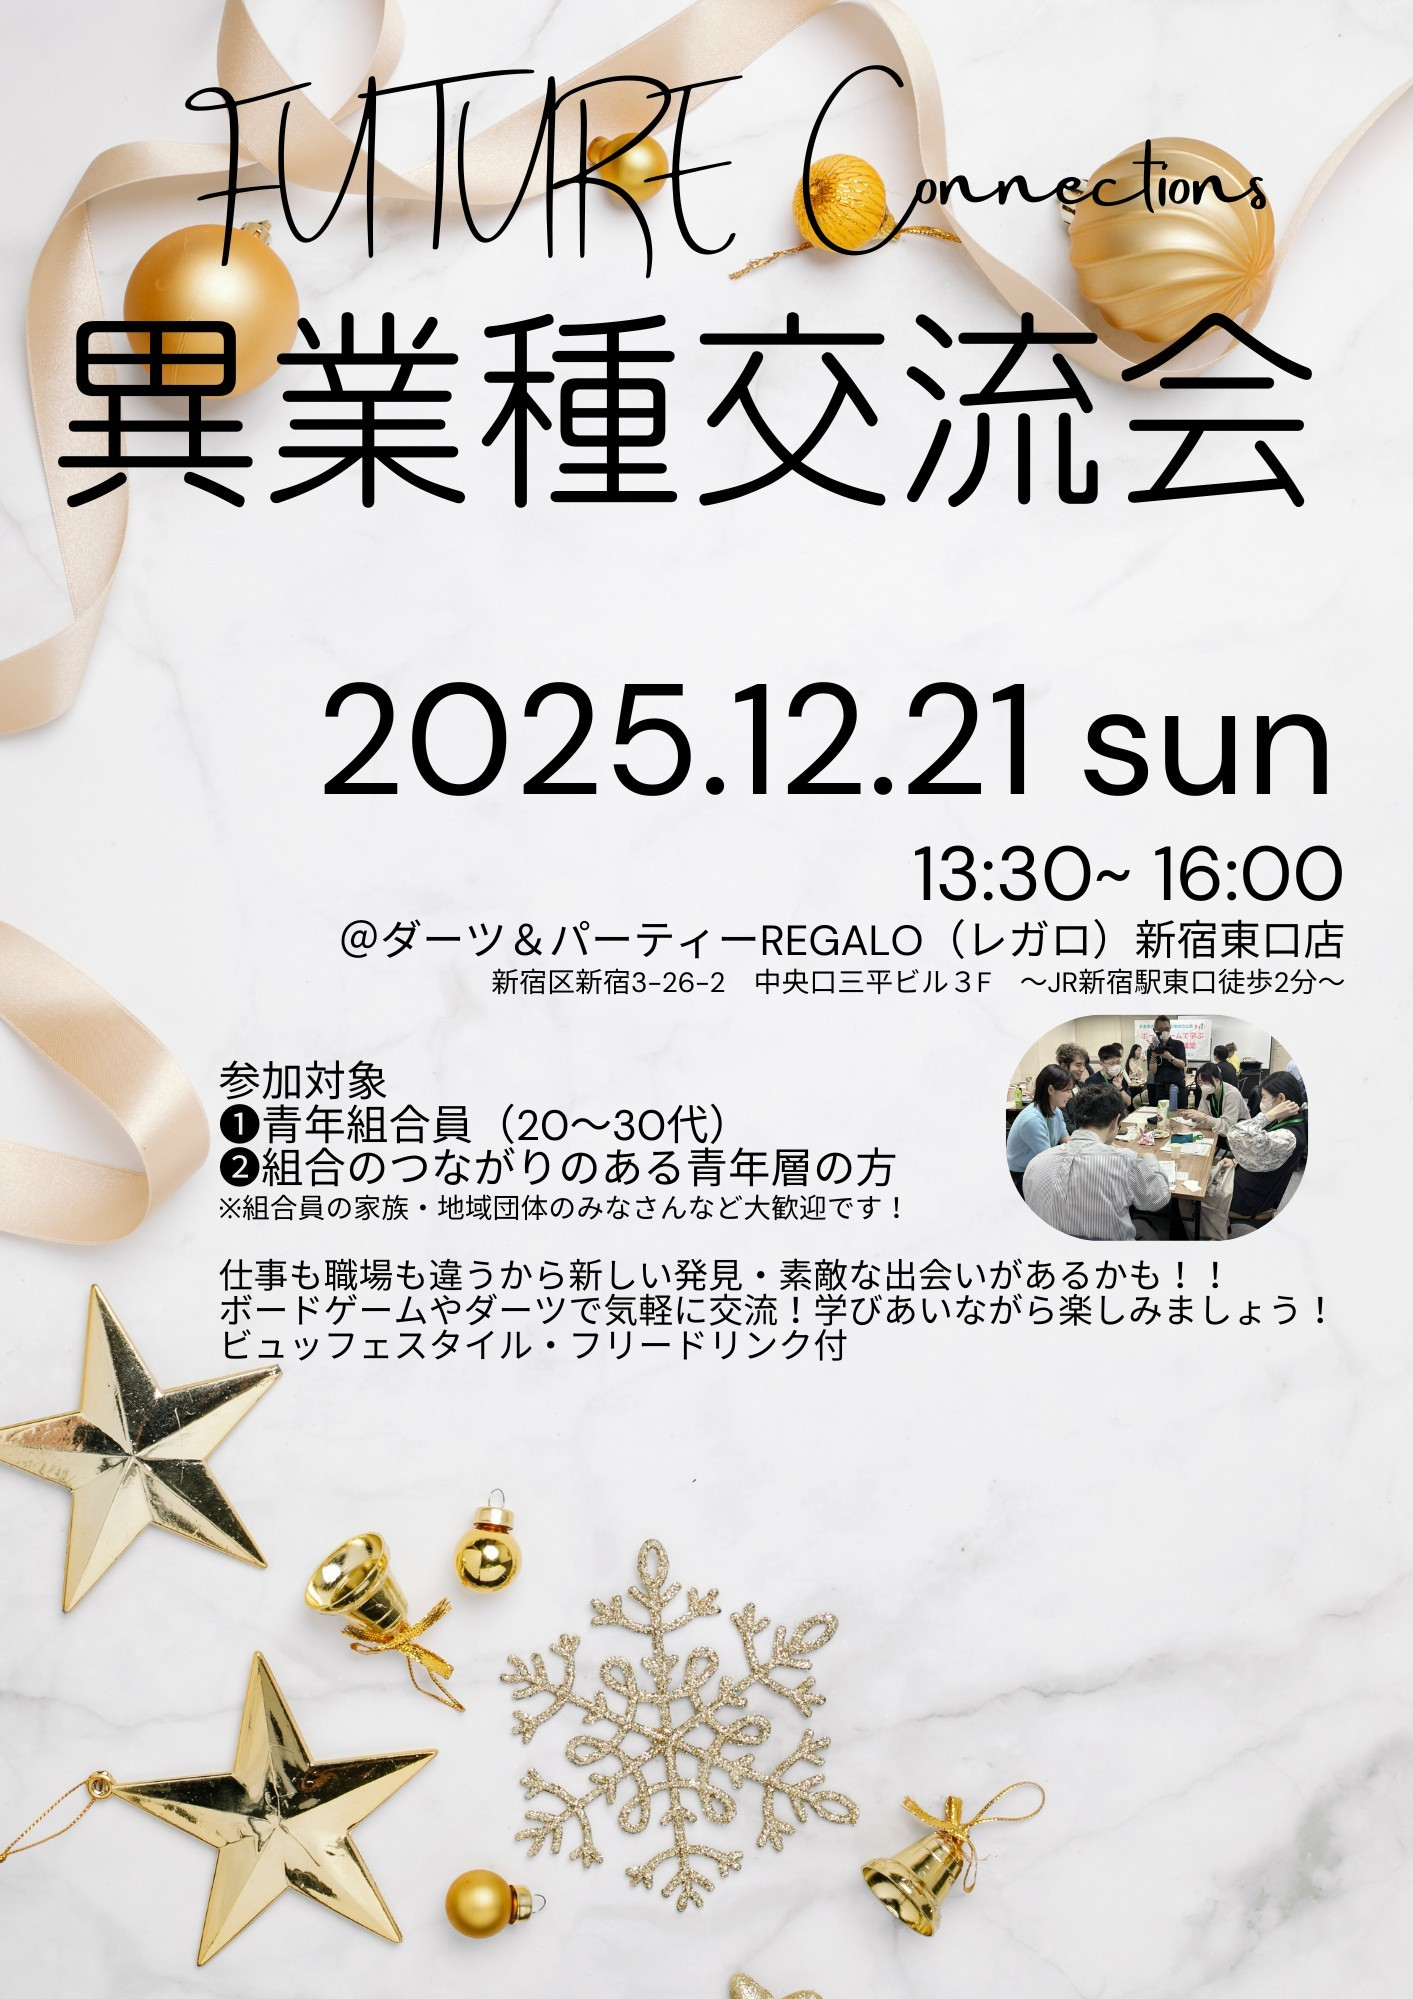 FUTURE Connections
異業種交流会
2025.12.21 sun
13:30~ 16:00
@ダーツ＆パーティーREGALO（レガロ）新宿東口店
新宿区新宿3-26-2　中央口三平ビル３F　～JR新宿駅東口徒歩2分～
参加対象
❶青年組合員（20～30代）
❷組合のつながりのある青年層の方
※組合員の家族・地域団体のみなさんなど大歓迎です！
仕事も職場も違うから新しい発見・素敵な出会いがあるかも！！
ボードゲームやダーツで気軽に交流！学びあいながら楽しみましょう！
ビュッフェスタイル・フリードリンク付